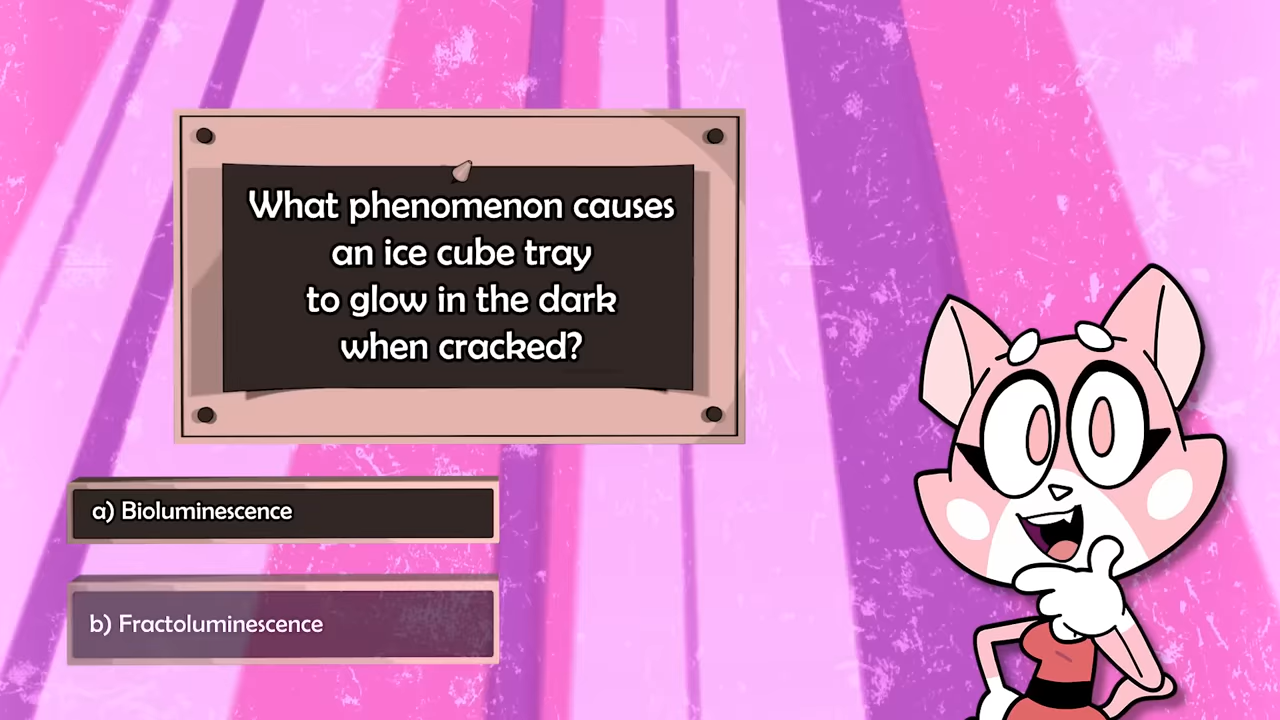 What phenomenon causes
an ice cube tray
to glow in the dark
when cracked?
a) Bioluminescence
b) Fractoluminescence